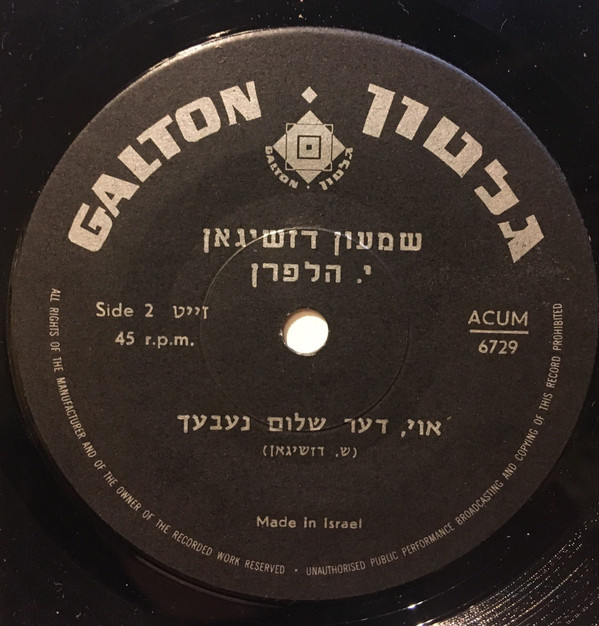 GALTON • גלטון
GALTON • גלטון
שמעון דזשיגאן
י. הלפרן
Side 2 זייט
45 r.p.m.
ACUM
6729
אוי, דער שלום נעבעך
(ש. דזשיגאן)
Made in Israel
ALL RIGHTS OF THE MANUFACTURER AND OF THE OWNER OF THE RECORDED WORK RESERVED • UNAUTHORISED PUBLIC PERFORMANCE BROADCASTING AND COPYING OF THIS RECORD PROHIBITED